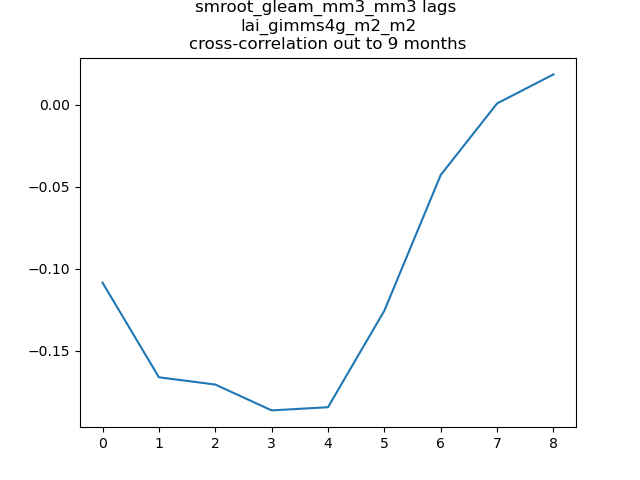 smroot_gleam_mm3_mm3 lags
lai_gimms4g_m2_m2
cross-correlation out to 9 months
0.00
−0.05
−0.10
−0.15
0 1 2 3 4 5 6 7 8